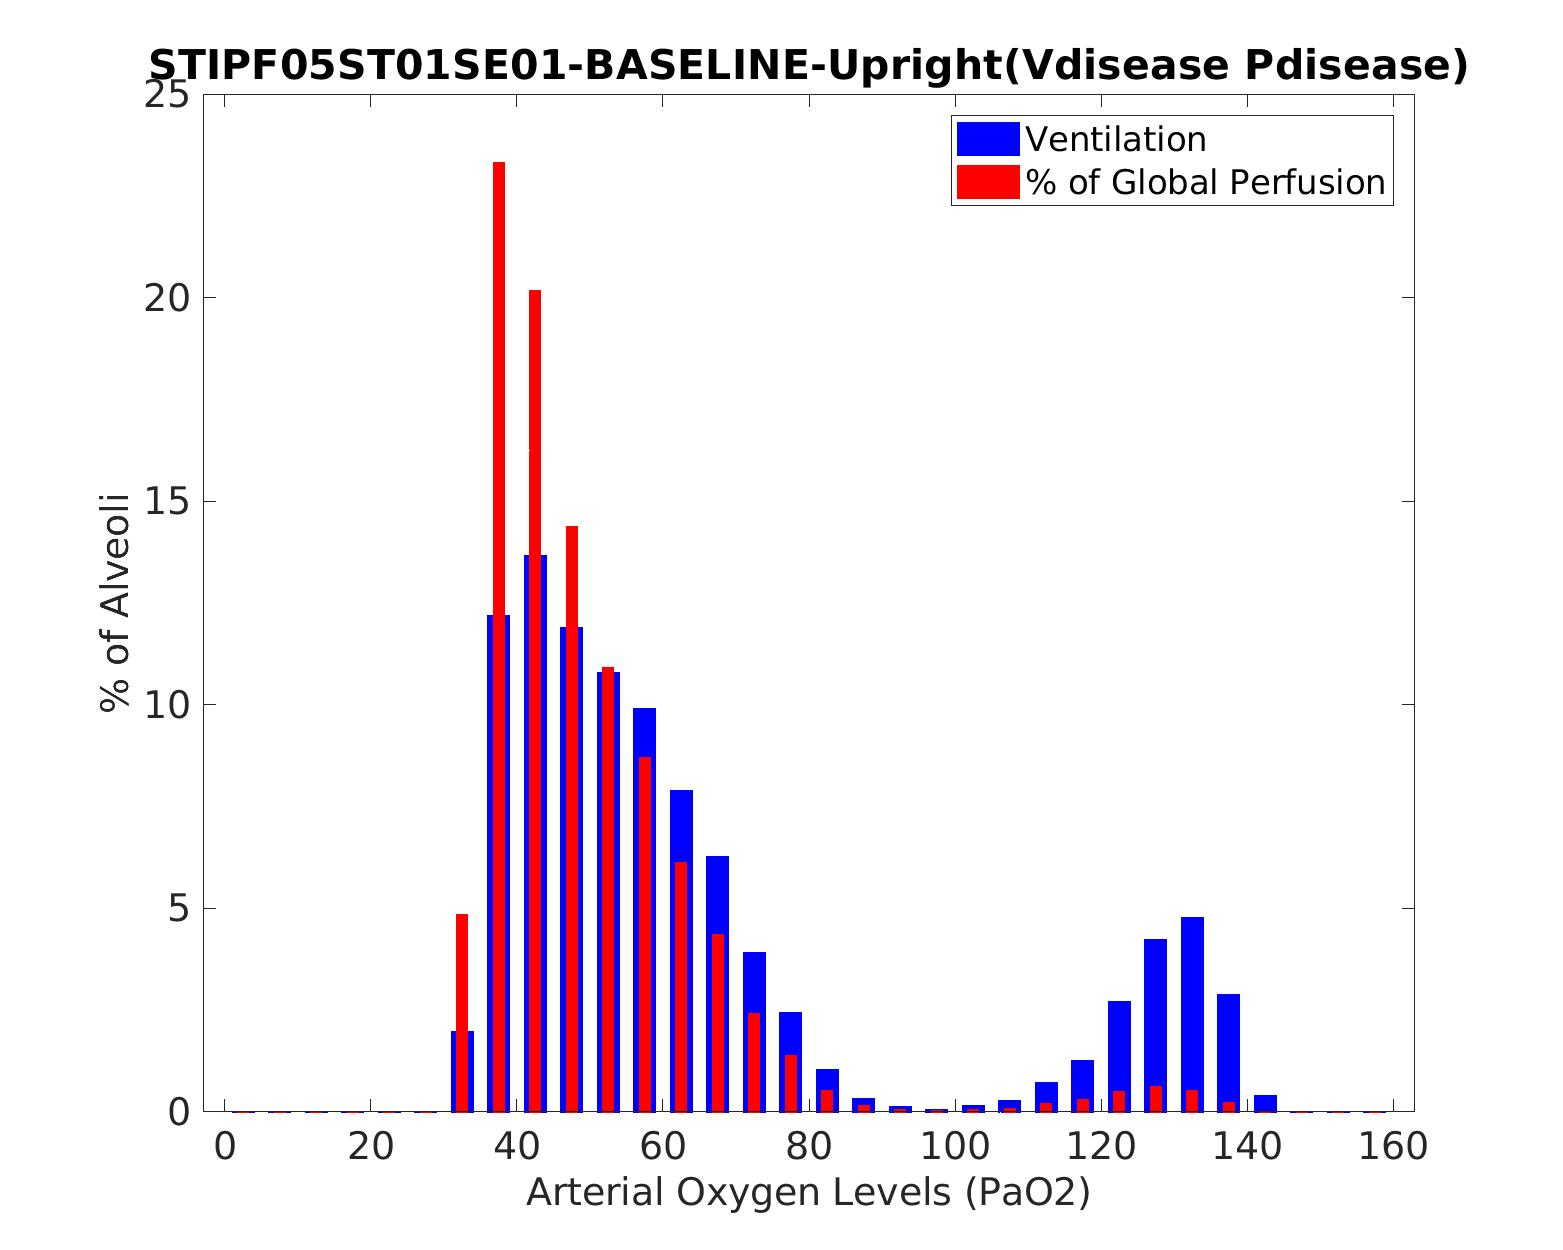 STIPF05ST01SE01-BASELINE-Upright(Vdisease Pdisease)
25
Ventilation
% of Global Perfusion
20
15
% of Alveoli
10
5
0
0 20 40 60 80 100 120 140 160
Arterial Oxygen Levels (PaO2)